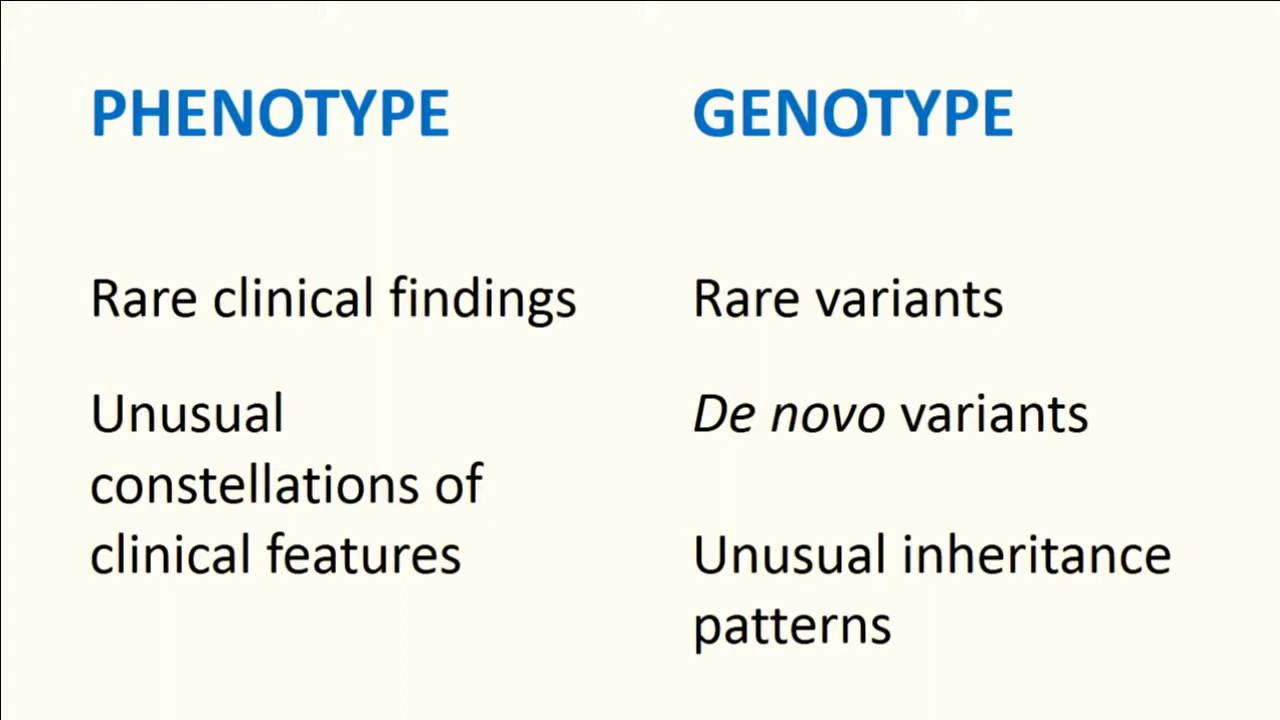 PHENOTYPE
Rare clinical findings
Unusual
constellations of
clinical features
GENOTYPE
Rare variants
De novo variants
Unusual inheritance
patterns